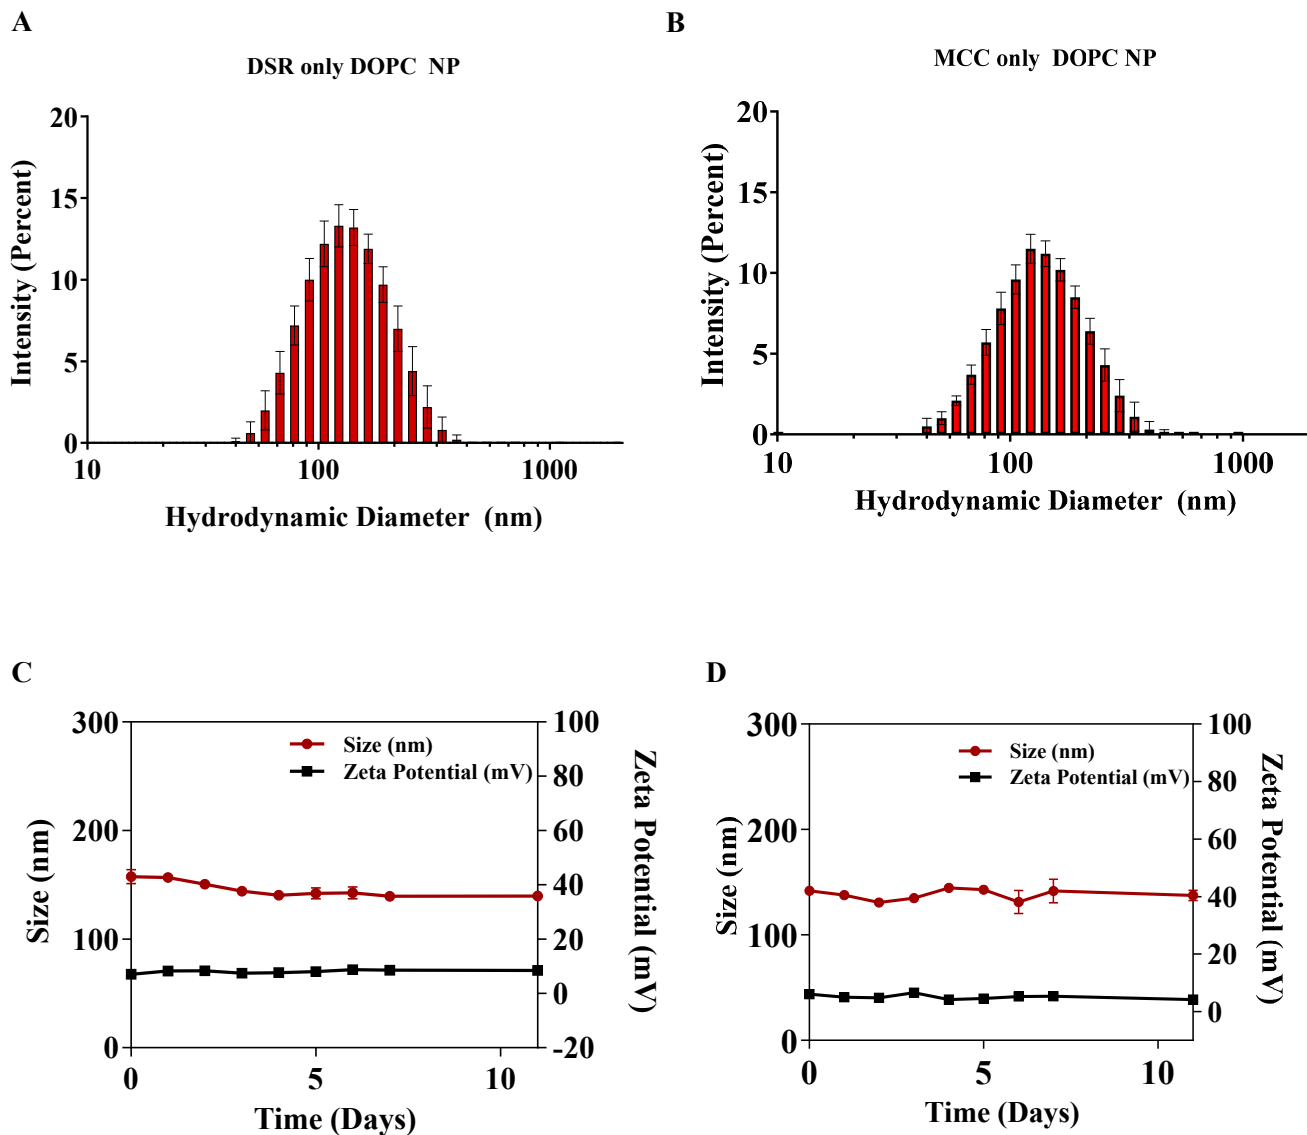 A
DSR only DOPC NP
20
15
10
5
0
10
100
1000
Intensity (Percent)
Hydrodynamic Diameter (nm)
B
MCC only DOPC NP
20
15
10
5
0
10
100
1000
Intensity (Percent)
Hydrodynamic Diameter (nm)
C
300
200
100
0
100
80
60
40
20
0
-20
Size (nm)
Zeta Potential (mV)
0
5
10
Size (nm)
Zeta Potential (mV)
Time (Days)
D
300
200
100
0
100
80
60
40
20
0
Size (nm)
Zeta Potential (mV)
0
5
10
Size (nm)
Zeta Potential (mV)
Time (Days)